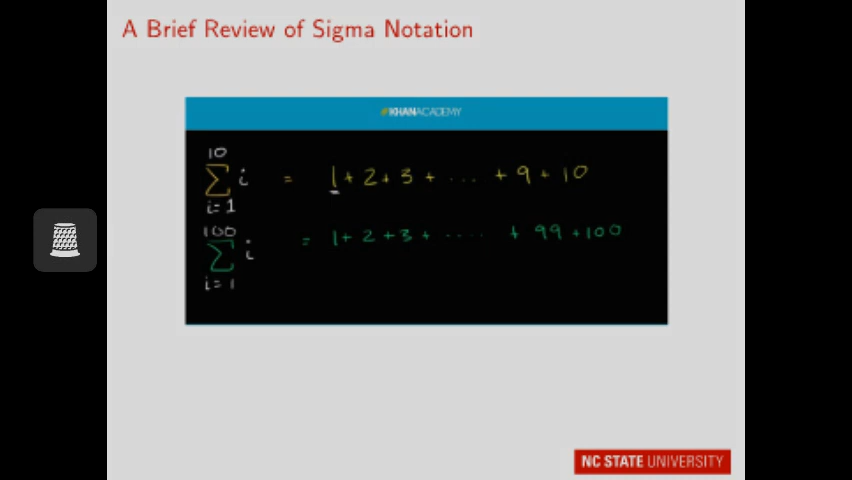 A Brief Review of Sigma Notation
KHANACADEMY
10
∑ i = 1 + 2 + 3 + ... + 9 + 10
i = 1
100
∑ i = 1 + 2 + 3 + .... + 99 + 100
i = 1
NC STATE UNIVERSITY